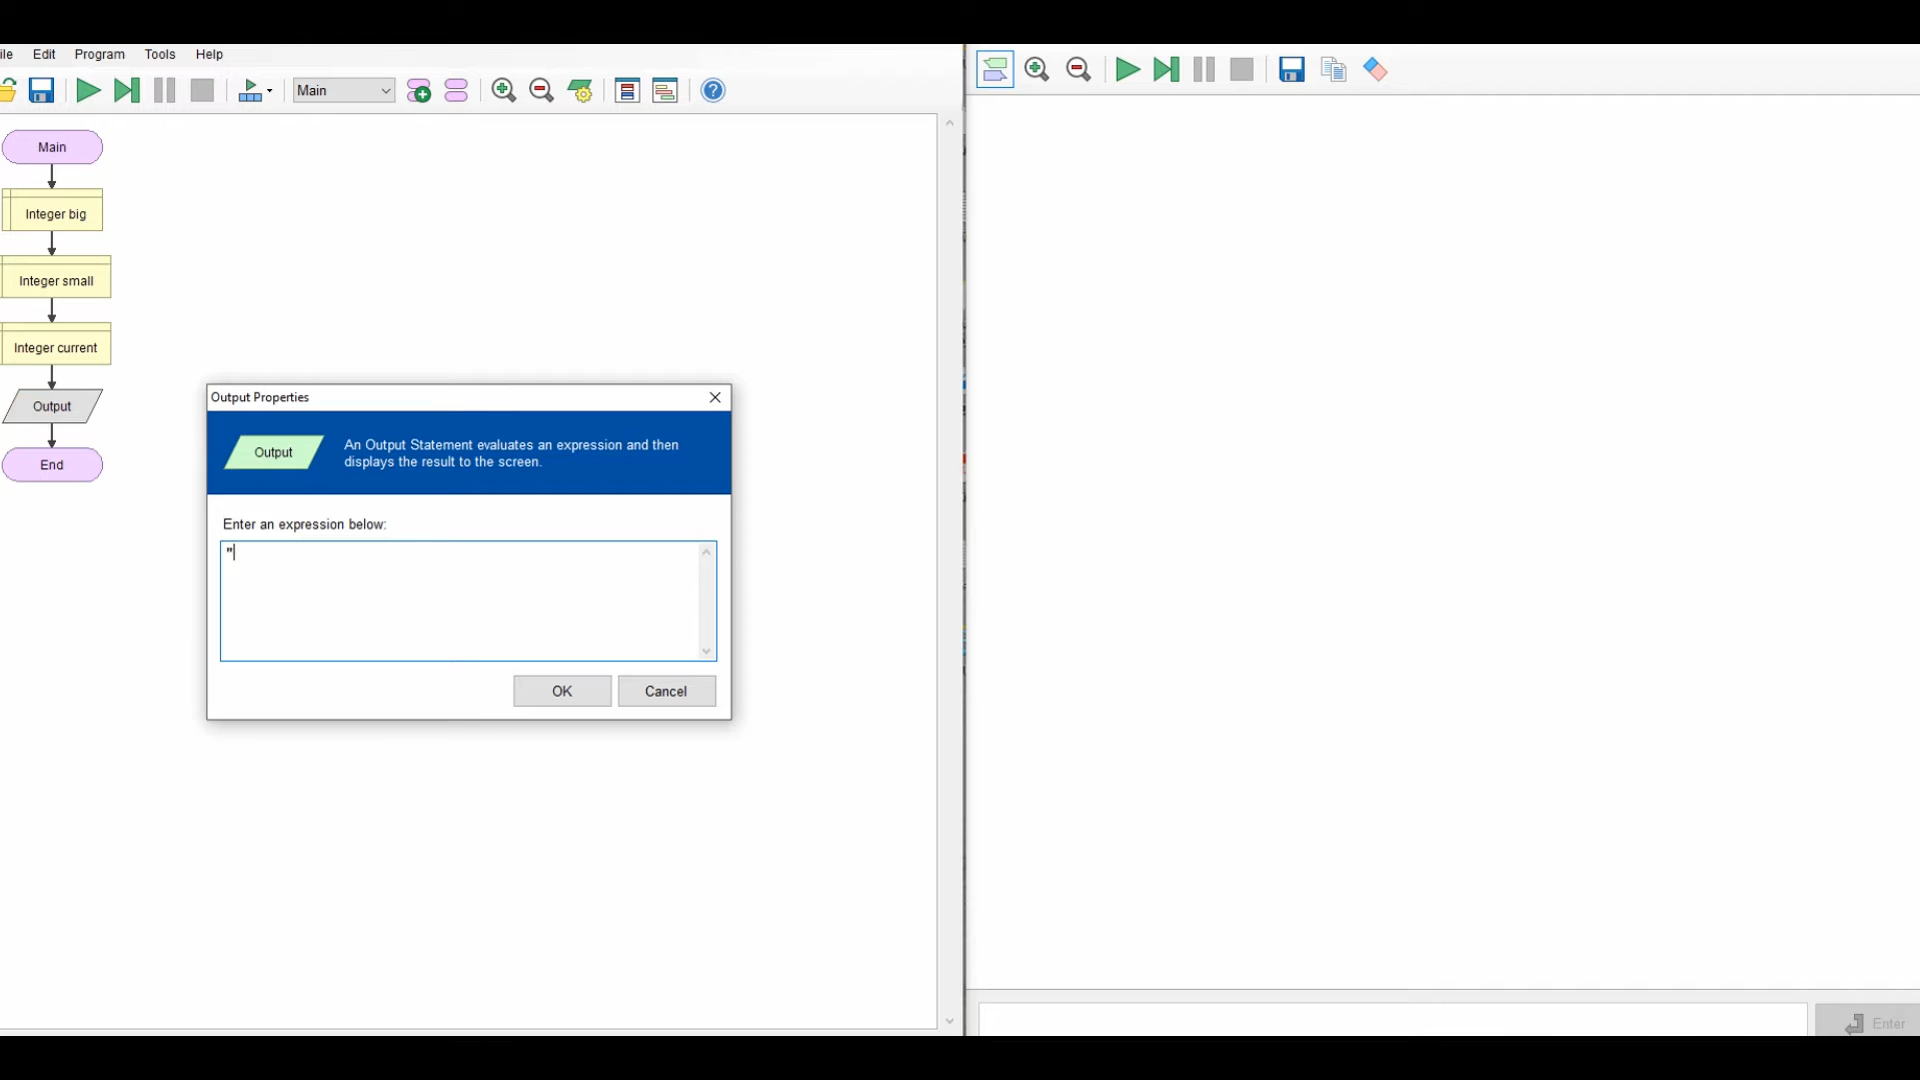 ile Edit Program Tools Help
Main
Main
Integer big
Integer small
Integer current
Output
End
Output Properties
Output
An Output Statement evaluates an expression and then
displays the result to the screen.
Enter an expression below:
"
OK Cancel
Enter